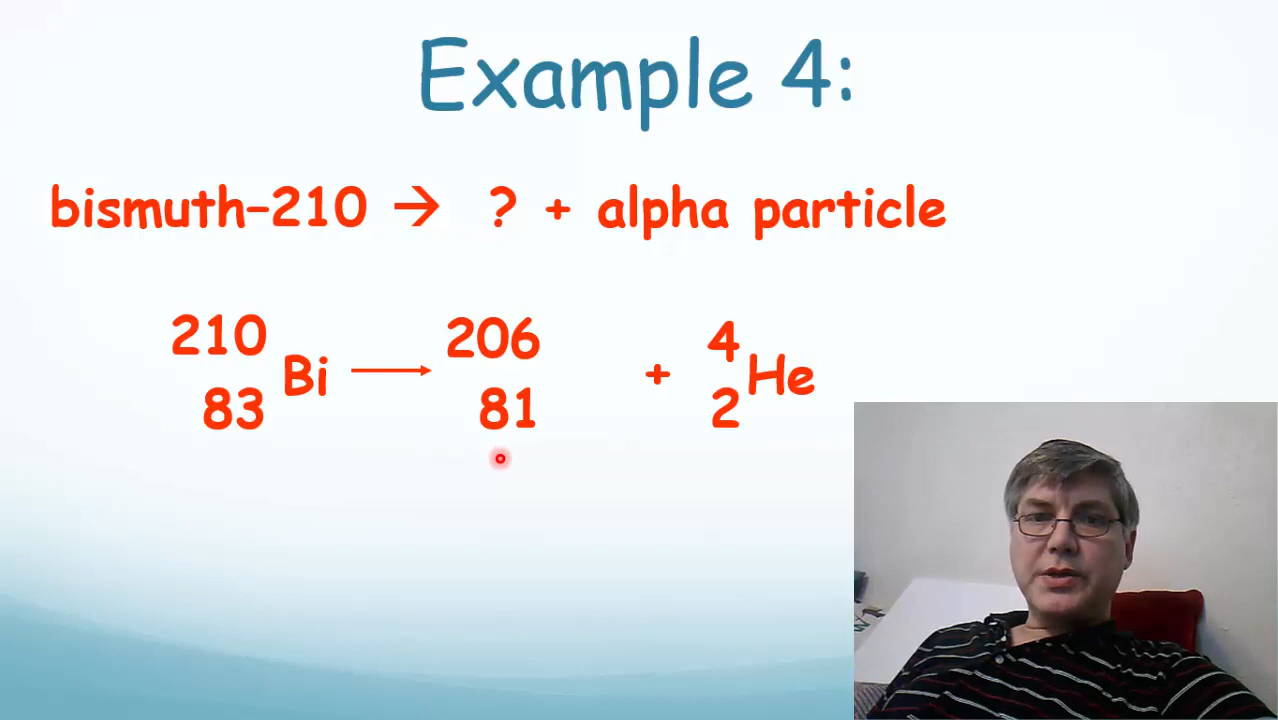 Example 4:
bismuth–210 → ? + alpha particle
210 206 4
Bi → + He
83 81 2